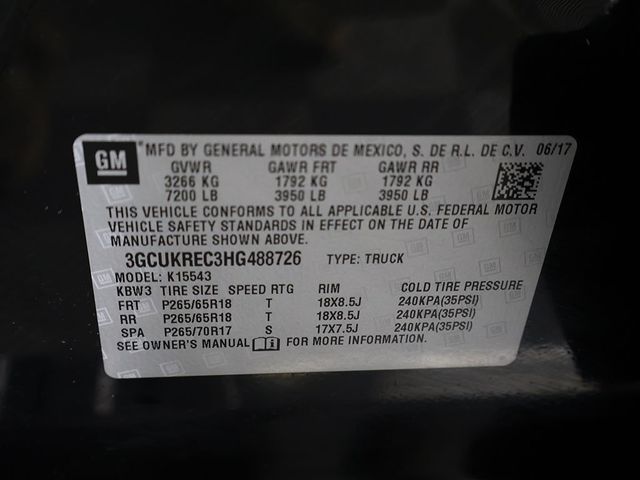 GM *MFD BY GENERAL MOTORS DE MEXICO, S. DE R.L. DE C.V. 06/17
GVWR GAWR FRT GAWR RR
3266 KG 1792 KG 1792 KG
7200 LB 3950 LB 3950 LB
THIS VEHICLE CONFORMS TO ALL APPLICABLE U.S. FEDERAL MOTOR
VEHICLE SAFETY STANDARDS IN EFFECT ON THE DATE OF
MANUFACTURE SHOWN ABOVE.
3GCUKREC3HG488726 TYPE: TRUCK
MODEL: K15543
KBW3 TIRE SIZE SPEED RTG RIM COLD TIRE PRESSURE
FRT P265/65R18 T 18X8.5J 240KPA(35PSI)
RR P265/65R18 T 18X8.5J 240KPA(35PSI)
SPA P265/70R17 S 17X7.5J 240KPA(35PSI)
SEE OWNER'S MANUAL FOR MORE INFORMATION.